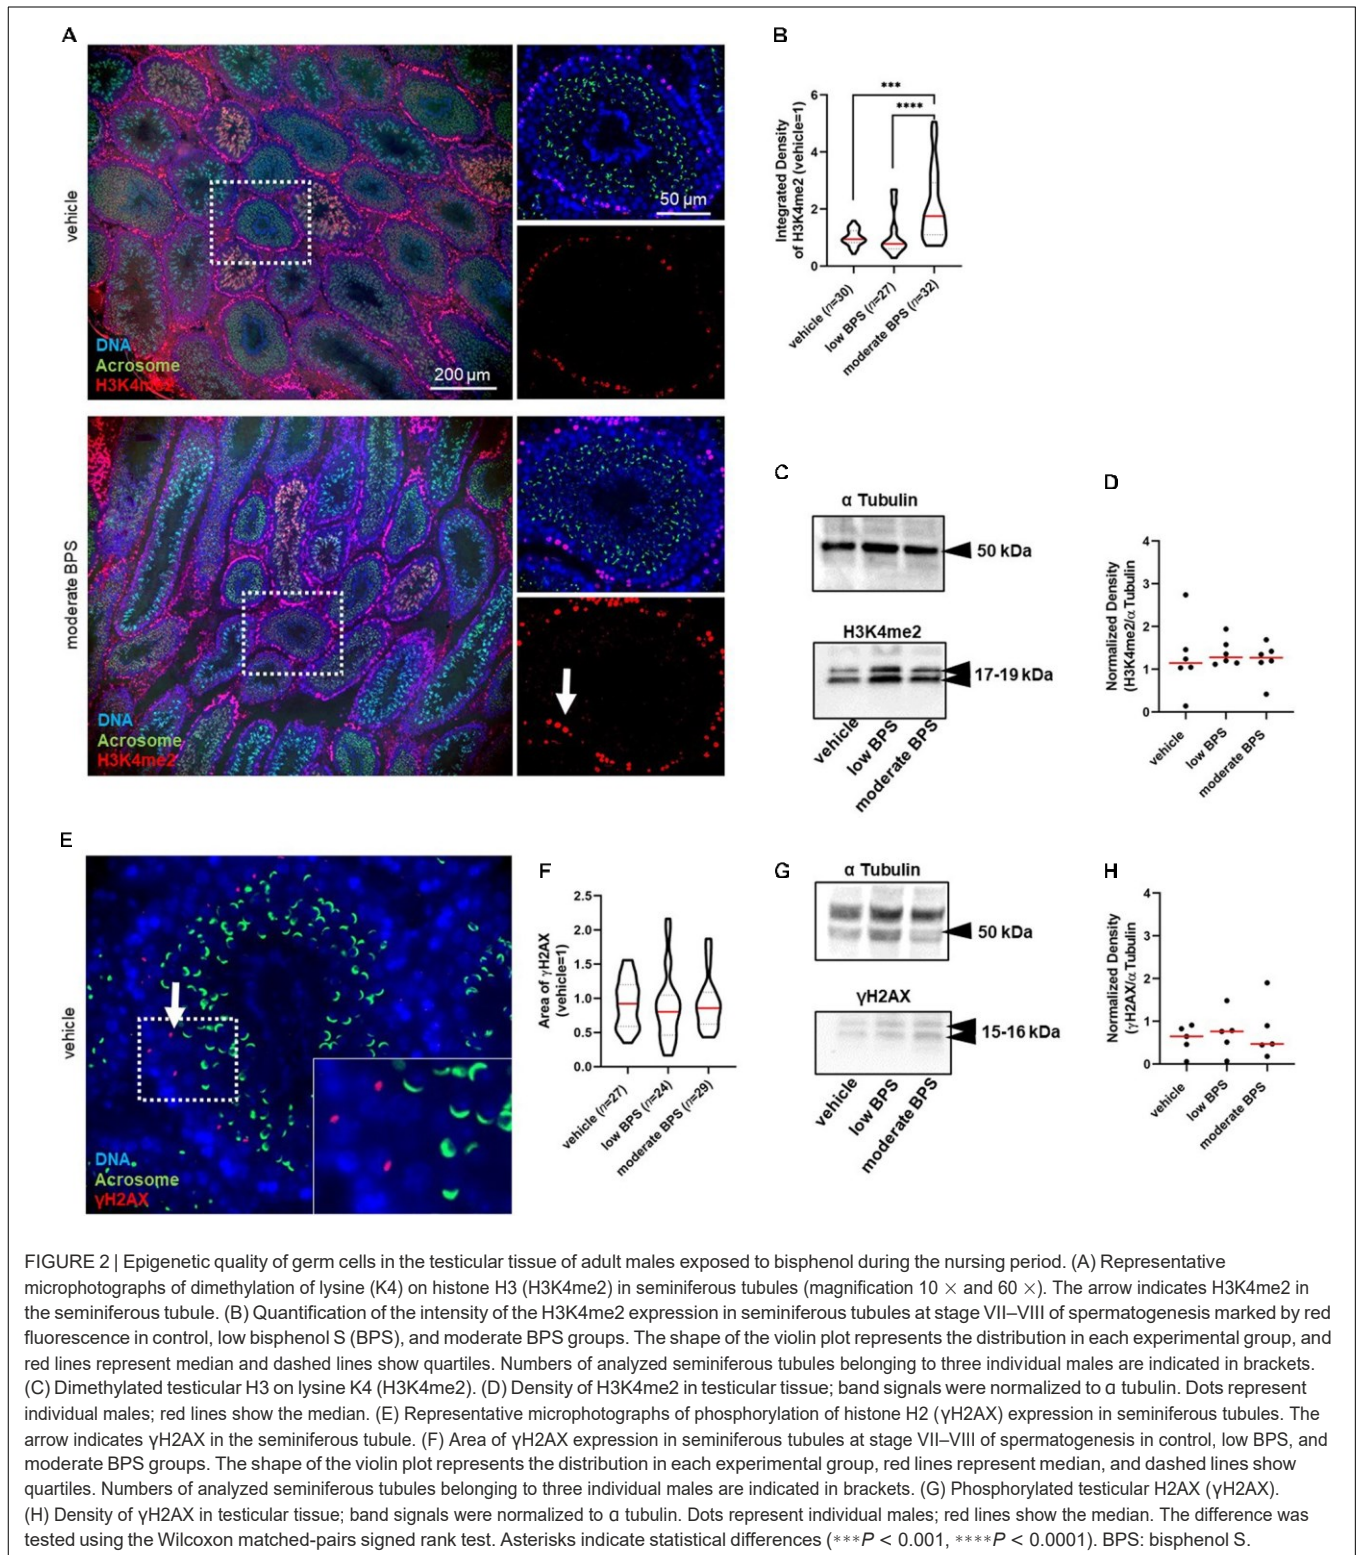 A
vehicle
DNA
Acrosome
H3K4me2
200 µm
50 µm
moderate BPS
DNA
Acrosome
H3K4me2
B
Integrated Density
of H3K4me2 (vehicle=1)
6
4
2
0
***
****
vehicle (n=30)
low BPS (n=27)
moderate BPS (n=32)
C
α Tubulin
50 kDa
H3K4me2
17-19 kDa
vehicle
low BPS
moderate BPS
D
Normalized Density
(H3K4me2/α Tubulin
4
3
2
1
0
vehicle
low BPS
moderate BPS
E
vehicle
DNA
Acrosome
γH2AX
F
Area of γH2AX
(vehicle=1)
2.5
2.0
1.5
1.0
0.5
0.0
vehicle (n=27)
low BPS (n=24)
moderate BPS (n=29)
G
α Tubulin
50 kDa
γH2AX
15-16 kDa
vehicle
low BPS
moderate BPS
H
Normalized Density
(γH2AX/α Tubulin
4
3
2
1
0
vehicle
low BPS
moderate BPS
FIGURE 2 | Epigenetic quality of germ cells in the testicular tissue of adult males exposed to bisphenol during the nursing period. (A) Representative
microphotographs of dimethylation of lysine (K4) on histone H3 (H3K4me2) in seminiferous tubules (magnification 10 × and 60 ×). The arrow indicates H3K4me2 in
the seminiferous tubule. (B) Quantification of the intensity of the H3K4me2 expression in seminiferous tubules at stage VII–VIII of spermatogenesis marked by red
fluorescence in control, low bisphenol S (BPS), and moderate BPS groups. The shape of the violin plot represents the distribution in each experimental group, and
red lines represent median and dashed lines show quartiles. Numbers of analyzed seminiferous tubules belonging to three individual males are indicated in brackets.
(C) Dimethylated testicular H3 on lysine K4 (H3K4me2). (D) Density of H3K4me2 in testicular tissue; band signals were normalized to α tubulin. Dots represent
individual males; red lines show the median. (E) Representative microphotographs of phosphorylation of histone H2 (γH2AX) expression in seminiferous tubules. The
arrow indicates γH2AX in the seminiferous tubule. (F) Area of γH2AX expression in seminiferous tubules at stage VII–VIII of spermatogenesis in control, low BPS, and
moderate BPS groups. The shape of the violin plot represents the distribution in each experimental group, red lines represent median, and dashed lines show
quartiles. Numbers of analyzed seminiferous tubules belonging to three individual males are indicated in brackets. (G) Phosphorylated testicular H2AX (γH2AX).
(H) Density of γH2AX in testicular tissue; band signals were normalized to α tubulin. Dots represent individual males; red lines show the median. The difference was
tested using the Wilcoxon matched-pairs signed rank test. Asterisks indicate statistical differences (***P < 0.001, ****P < 0.0001). BPS: bisphenol S.